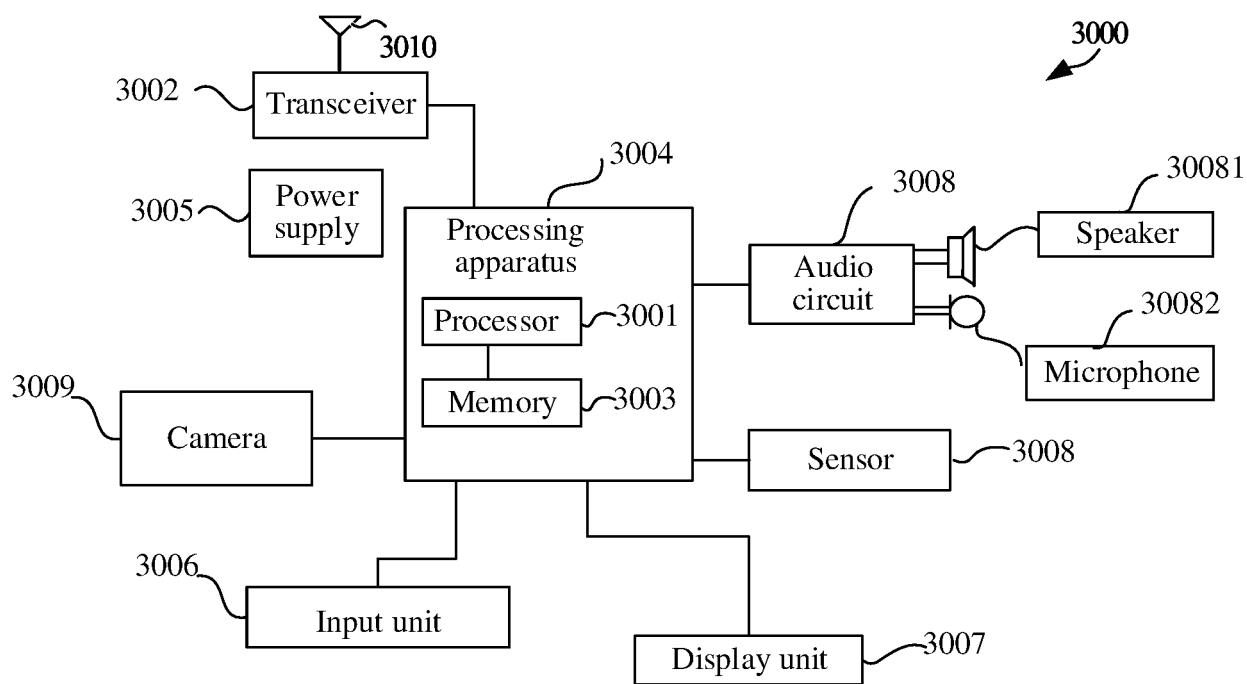 3010
3000
3002
Transceiver
3004
3008
30081
3005
Power
supply
Processing
apparatus
Audio
circuit
Speaker
Processor
3001
30082
Microphone
3009
Memory
3003
Camera
Sensor
3008
3006
Input unit
Display unit
3007